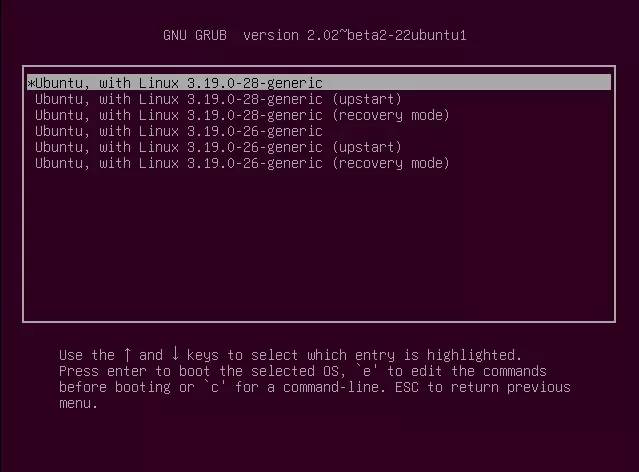 GNU GRUB  version 2.02~beta2-22ubuntu1
*Ubuntu, with Linux 3.19.0-28-generic
Ubuntu, with Linux 3.19.0-28-generic (upstart)
Ubuntu, with Linux 3.19.0-28-generic (recovery mode)
Ubuntu, with Linux 3.19.0-26-generic
Ubuntu, with Linux 3.19.0-26-generic (upstart)
Ubuntu, with Linux 3.19.0-26-generic (recovery mode)
Use the ↑ and ↓ keys to select which entry is highlighted.
Press enter to boot the selected OS, `e' to edit the commands
before booting or `c' for a command-line. ESC to return previous
menu.